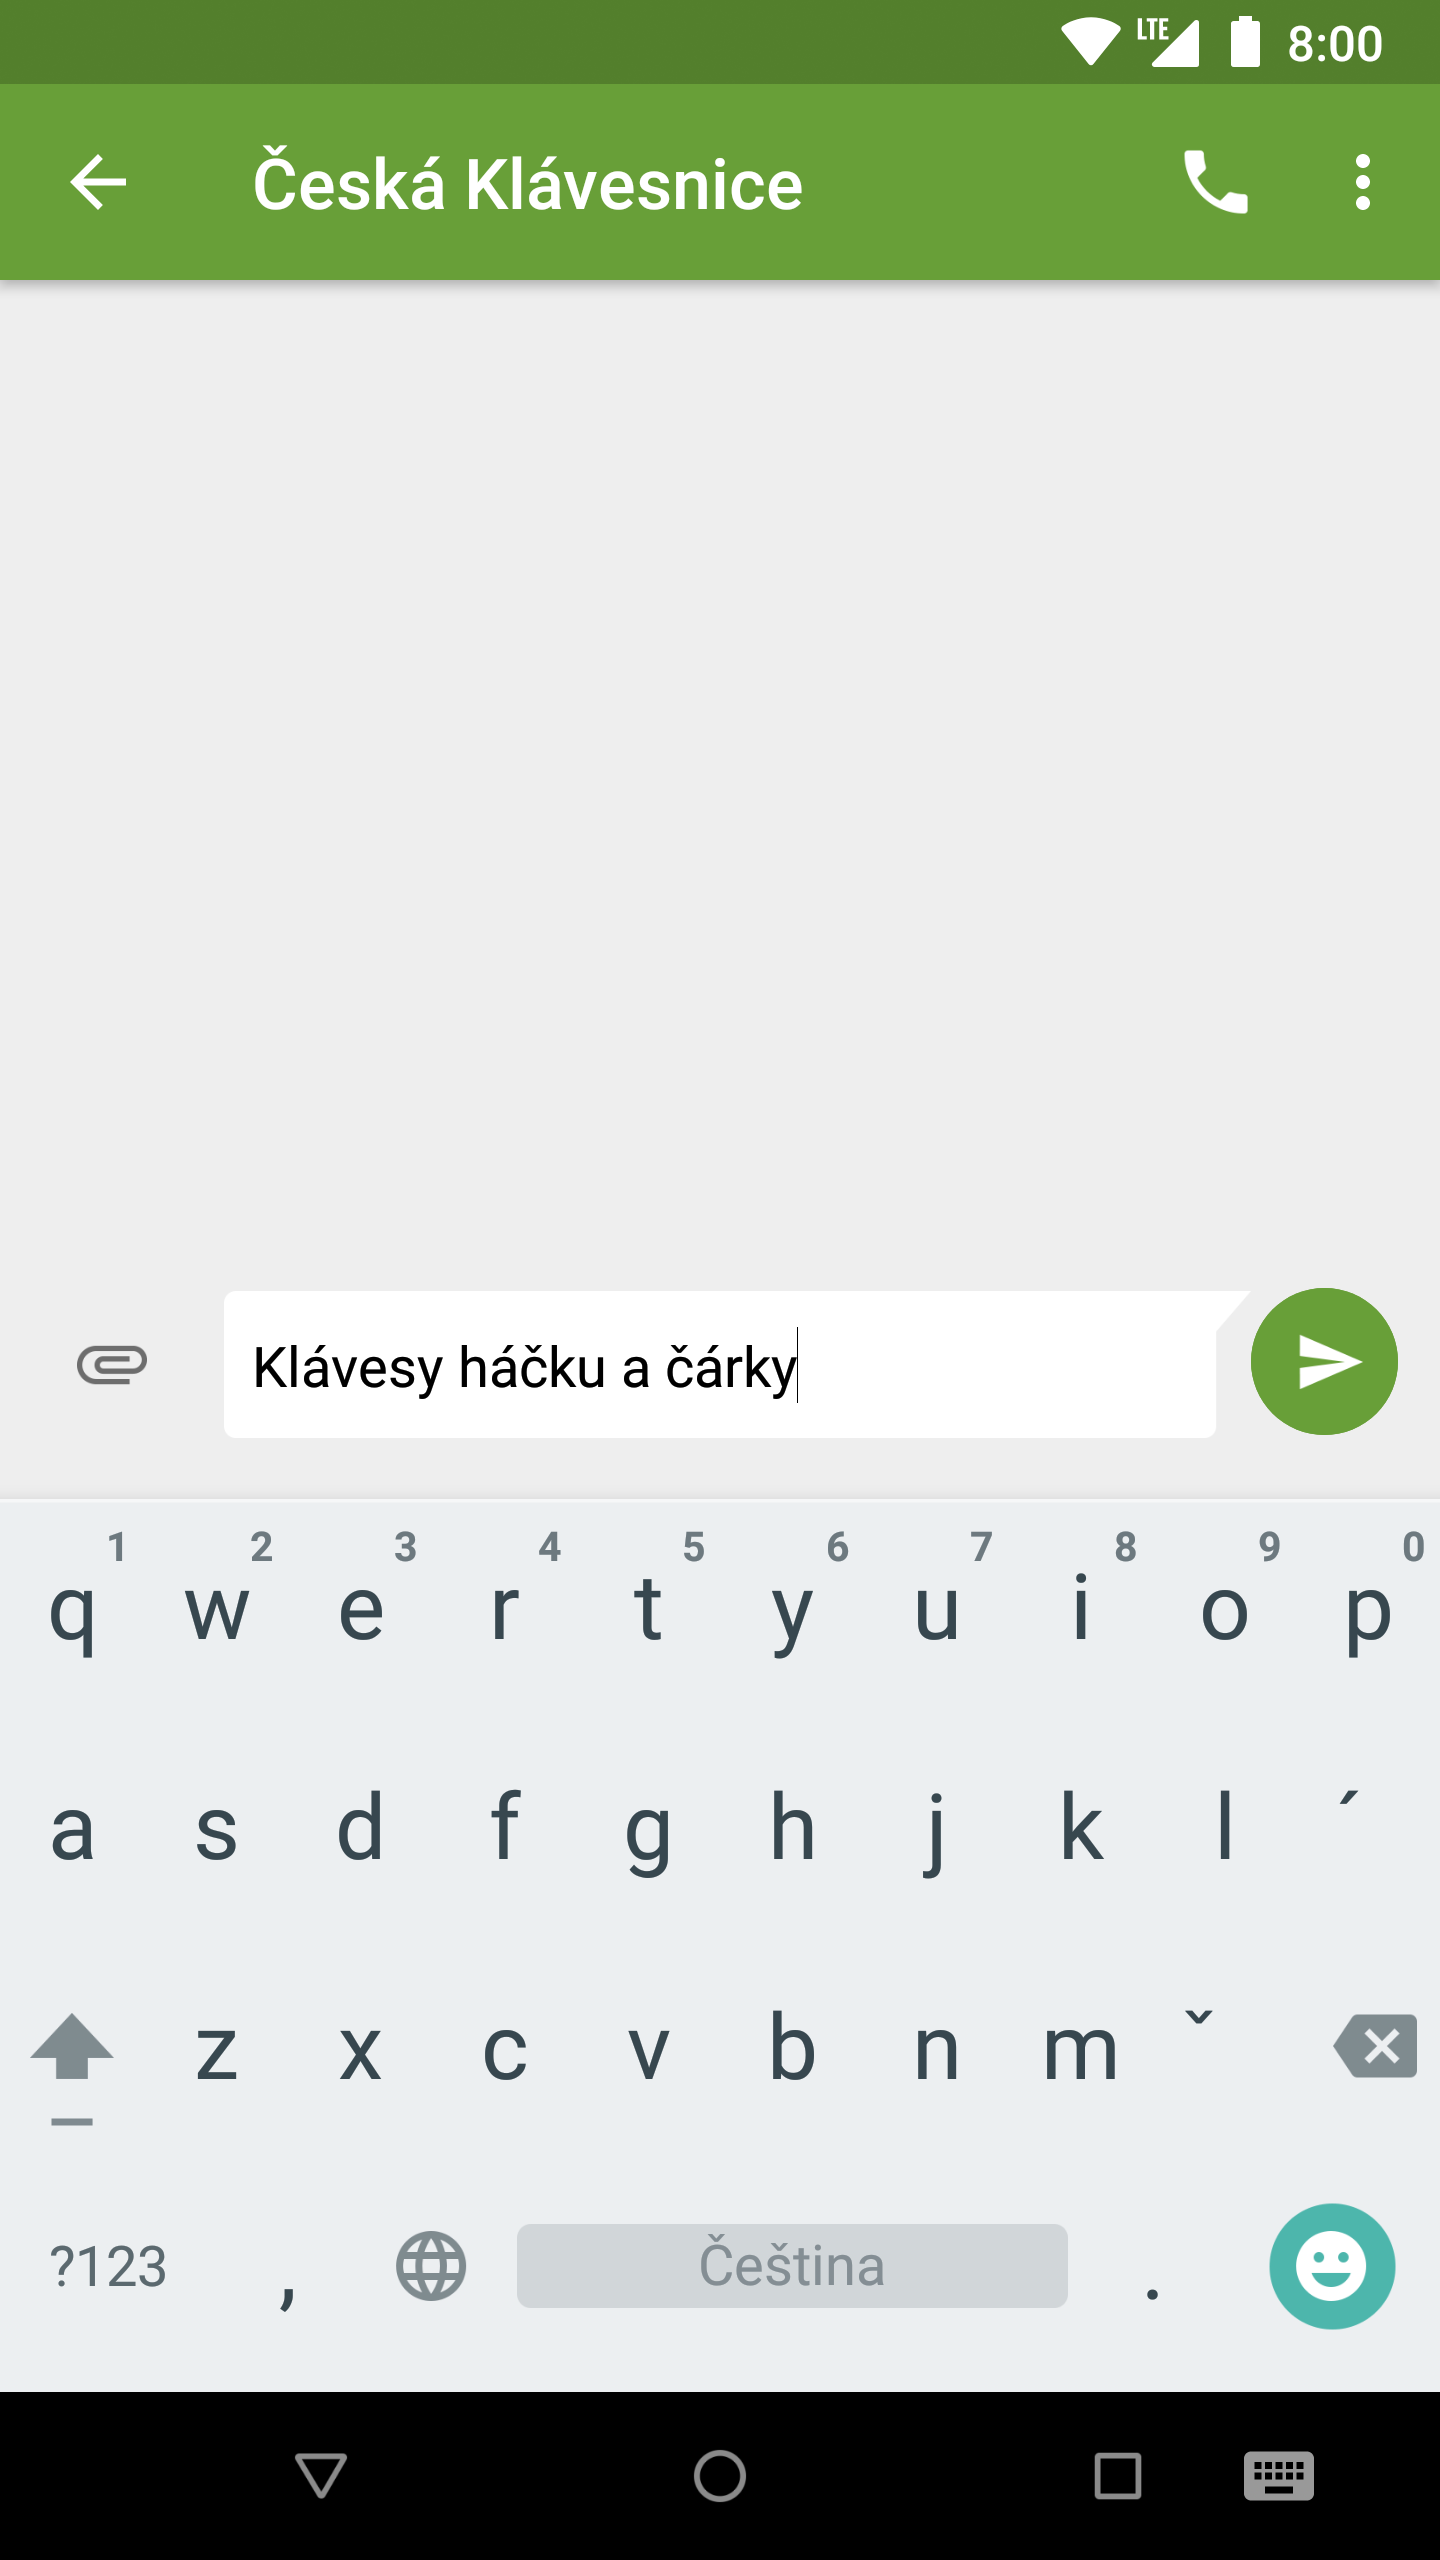 LTE 8:00
Česká Klávesnice
Klávesy háčku a čárky
1 2 3 4 5 6 7 8 9 0
q w e r t y u i o p
a s d f g h j k l ´
z x c v b n m ˇ
?123 , Čeština .